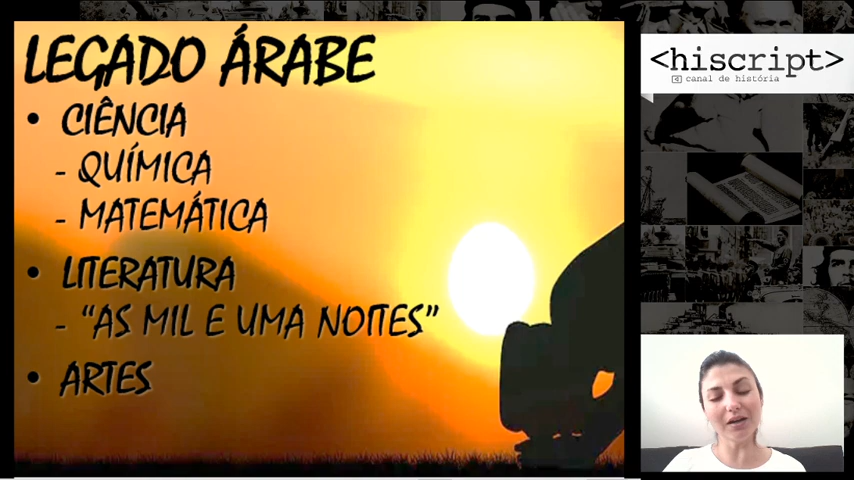 LEGADO ÁRABE
• CIÊNCIA
- QUÍMICA
- MATEMÁTICA
• LITERATURA
- “AS MIL E UMA NOITES”
• ARTES
<hiscript>
canal de história